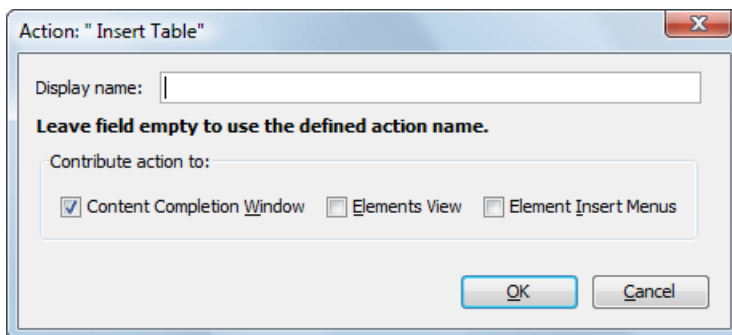 Action: " Insert Table"
Display name:
Leave field empty to use the defined action name.
Contribute action to:
Content Completion Window Elements View Element Insert Menus
OK Cancel